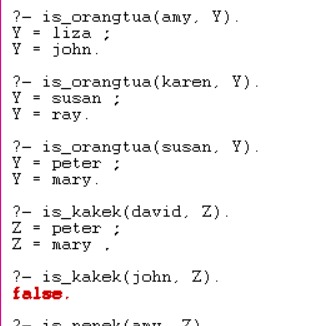 ?- is_orangtua(amy, Y).
Y = liza ;
Y = john.
?- is_orangtua(karen, Y).
Y = susan ;
Y = ray.
?- is_orangtua(susan, Y).
Y = peter ;
Y = mary.
?- is_kakek(david, Z).
Z = peter ;
Z = mary .
?- is_kakek(john, Z).
false.
?- is_nenek(amy, Z).